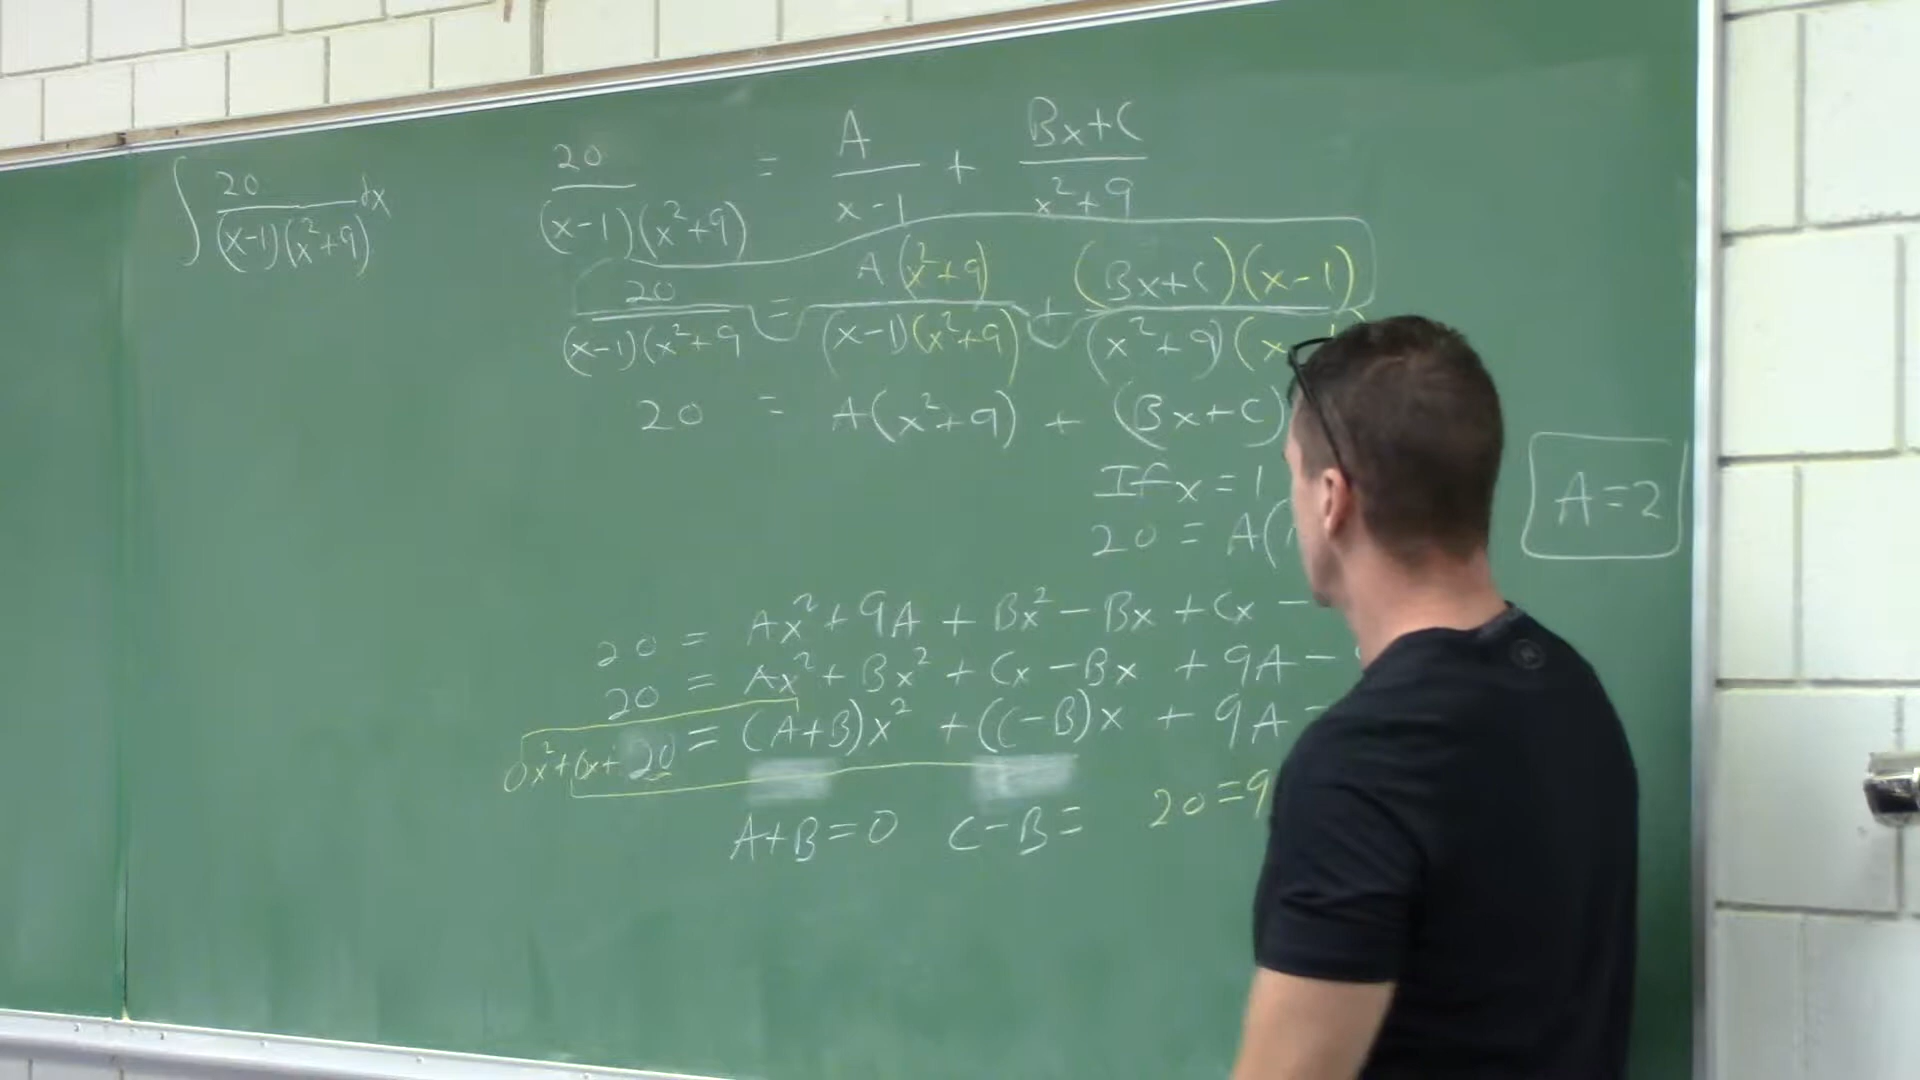 ∫ 20/((x-1)(x²+9)) dx
20/((x-1)(x²+9)) = A/(x-1) + (Bx+C)/(x²+9)
20/((x-1)(x²+9 = A(x²+9)/((x-1)(x²+9)) + (Bx+C)(x-1)/((x²+9)(x
20 = A(x²+9) + (Bx+C)
If x = 1
20 = A(1
A=2
20 = Ax²+9A + Bx² - Bx + Cx -
20 = Ax² + Bx² + Cx - Bx + 9A -
0x²+0x+20 = (A+B)x² + (C-B)x + 9A -
A+B=0 C-B= 20=9